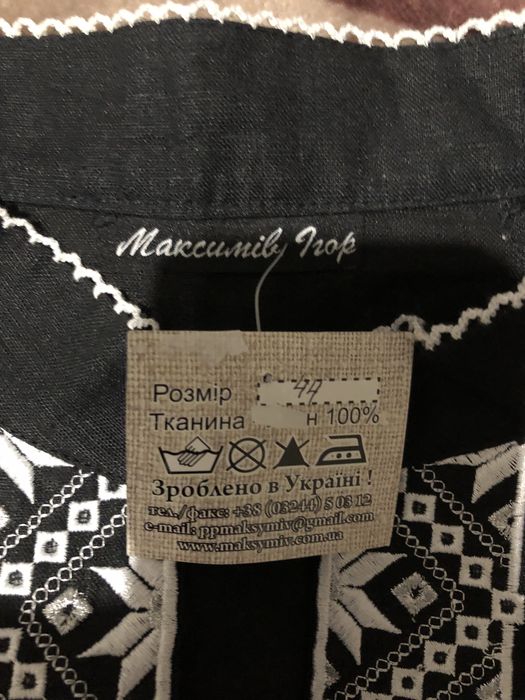 Максимів Ігор
Розмір 44
Тканина н 100%
Зроблено в Україні !
тел./факс: +38 (03244) 5 03 12
e-mail: ppmaksymiv@gmail.com
www.maksymiv.com.ua